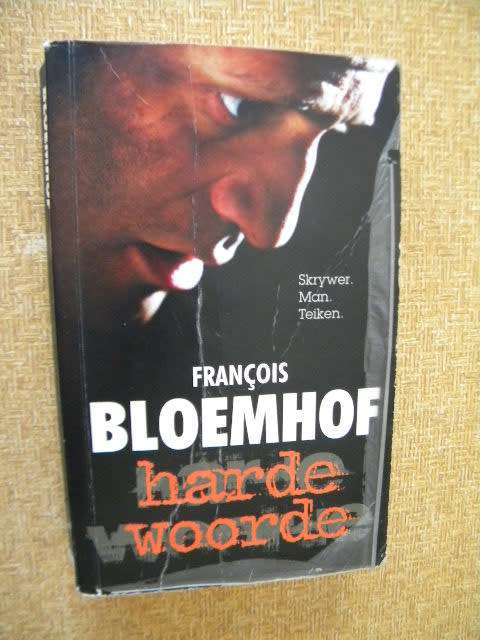 Skrywer.
Man.
Teiken.
FRANÇOIS
BLOEMHOF
harde
woorde